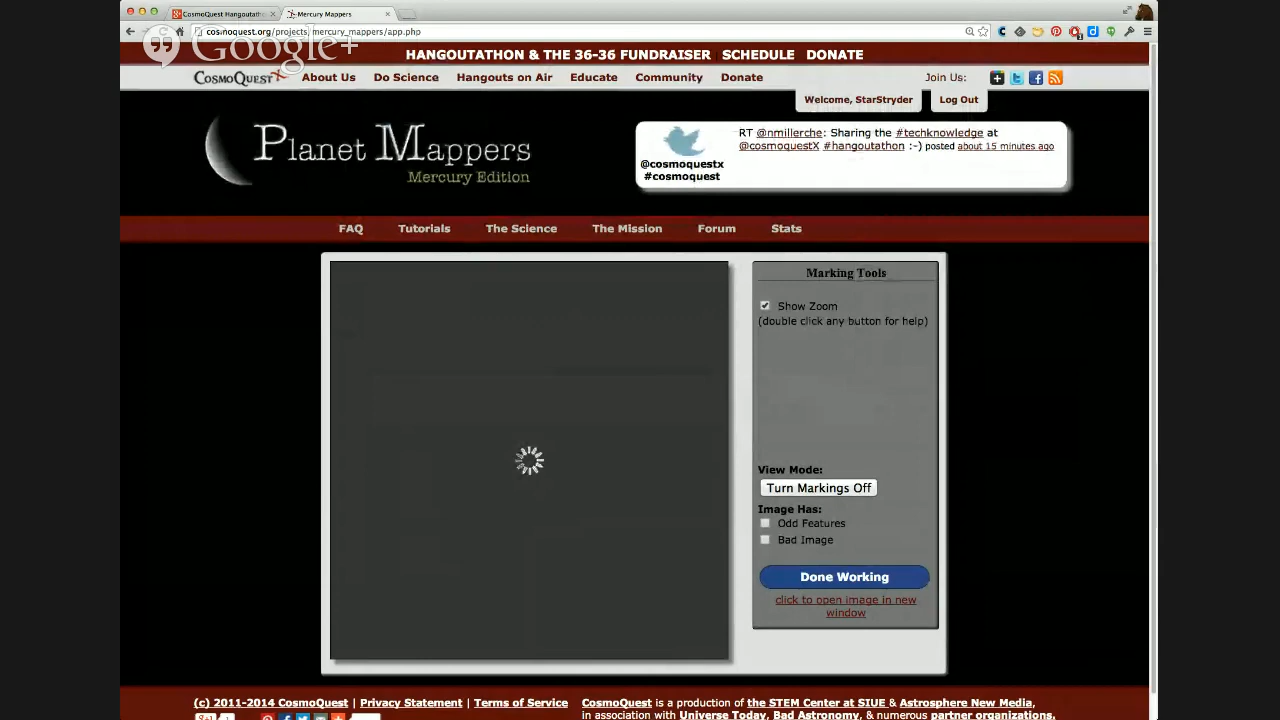 CosmoQuest Hangoutath
Mercury Mappers
cosmoquest.org/projects/mercury_mappers/app.php
Google+
HANGOUTATHON & THE 36-36 FUNDRAISER | SCHEDULE DONATE
COSMOQUEST About Us Do Science Hangouts on Air Educate Community Donate Join Us:
Welcome, StarStryder Log Out
Planet Mappers
Mercury Edition
@cosmoquestx
#cosmoquest
RT @nmillerche: Sharing the #techknowledge at
@cosmoquestX #hangoutathon :-) posted about 15 minutes ago
FAQ Tutorials The Science The Mission Forum Stats
Marking Tools
Show Zoom
(double click any button for help)
View Mode:
Turn Markings Off
Image Has:
Odd Features
Bad Image
Done Working
click to open image in new
window
(c) 2011-2014 CosmoQuest | Privacy Statement | Terms of Service
CosmoQuest is a production of the STEM Center at SIUE & Astrosphere New Media,
in association with Universe Today, Bad Astronomy, & numerous partner organizations.